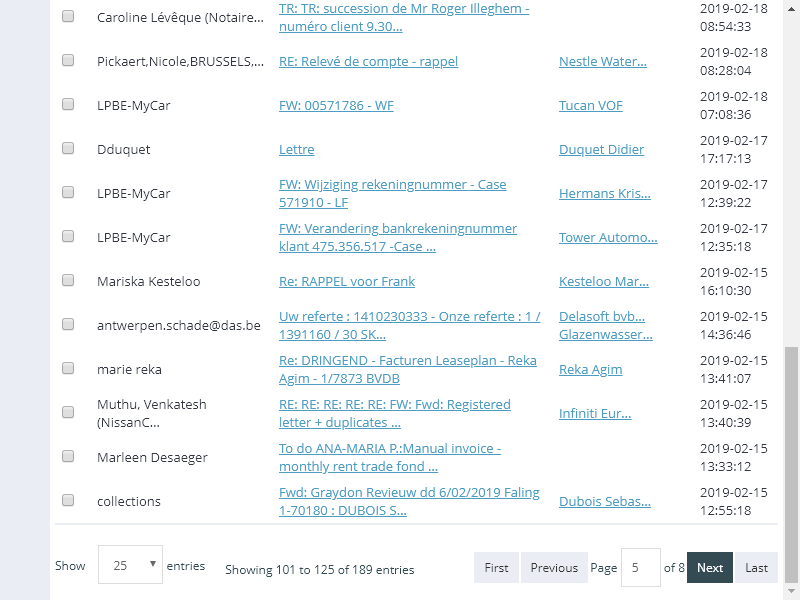 Caroline Lévêque (Notaire... TR: TR: succession de Mr Roger Illeghem - 2019-02-18
numéro client 9.30... 08:54:33
Pickaert,Nicole,BRUSSELS,... RE: Relevé de compte - rappel Nestle Water... 2019-02-18
08:28:04
LPBE-MyCar FW: 00571786 - WF Tucan VOF 2019-02-18
07:08:36
Dduquet Lettre Duquet Didier 2019-02-17
17:17:13
LPBE-MyCar FW: Wijziging rekeningnummer - Case Hermans Kris... 2019-02-17
571910 - LF 12:39:22
LPBE-MyCar FW: Verandering bankrekeningnummer Tower Automo... 2019-02-17
klant 475.356.517 -Case ... 12:35:18
Mariska Kesteloo Re: RAPPEL voor Frank Kesteloo Mar... 2019-02-15
16:10:30
antwerpen.schade@das.be Uw referte : 1410230333 - Onze referte : 1 / Delasoft bvb... 2019-02-15
1391160 / 30 SK... Glazenwasser... 14:36:46
marie reka Re: DRINGEND - Facturen Leaseplan - Reka Reka Agim 2019-02-15
Agim - 1/7873 BVDB 13:41:07
Muthu, Venkatesh RE: RE: RE: RE: RE: FW: Fwd: Registered Infiniti Eur... 2019-02-15
(NissanC... letter + duplicates ... 13:40:39
Marleen Desaeger To do ANA-MARIA P.:Manual invoice - 2019-02-15
monthly rent trade fond ... 13:33:12
collections Fwd: Graydon Revieuw dd 6/02/2019 Faling Dubois Sebas... 2019-02-15
1-70180 : DUBOIS S... 12:55:18
Show 25 entries Showing 101 to 125 of 189 entries First Previous Page 5 of 8 Next Last